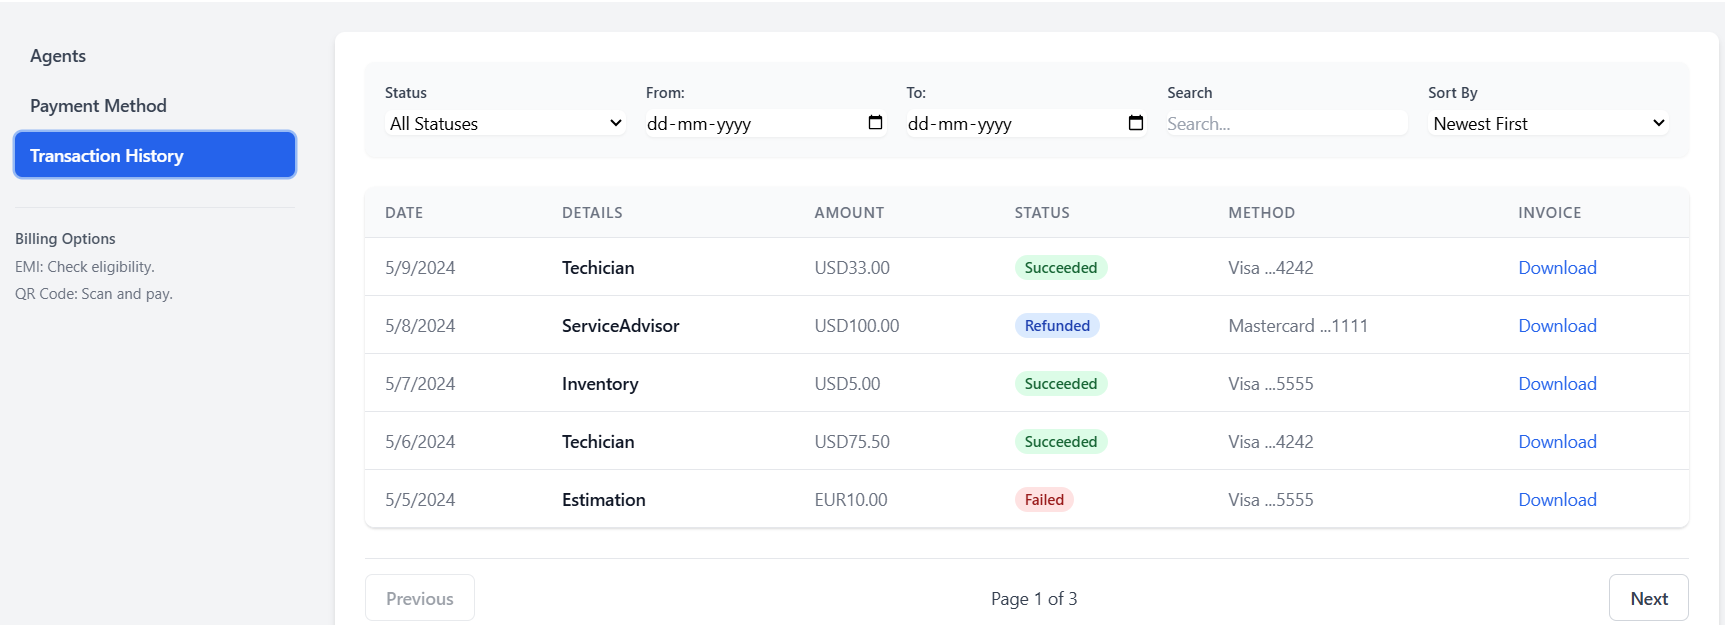 Agents
Payment Method
Transaction History
Billing Options
EMI: Check eligibility.
QR Code: Scan and pay.
Status From: To: Search Sort By
All Statuses dd-mm-yyyy dd-mm-yyyy Search... Newest First
DATE DETAILS AMOUNT STATUS METHOD INVOICE
5/9/2024 Techician USD33.00 Succeeded Visa ...4242 Download
5/8/2024 ServiceAdvisor USD100.00 Refunded Mastercard ...1111 Download
5/7/2024 Inventory USD5.00 Succeeded Visa ...5555 Download
5/6/2024 Techician USD75.50 Succeeded Visa ...4242 Download
5/5/2024 Estimation EUR10.00 Failed Visa ...5555 Download
Previous Page 1 of 3 Next